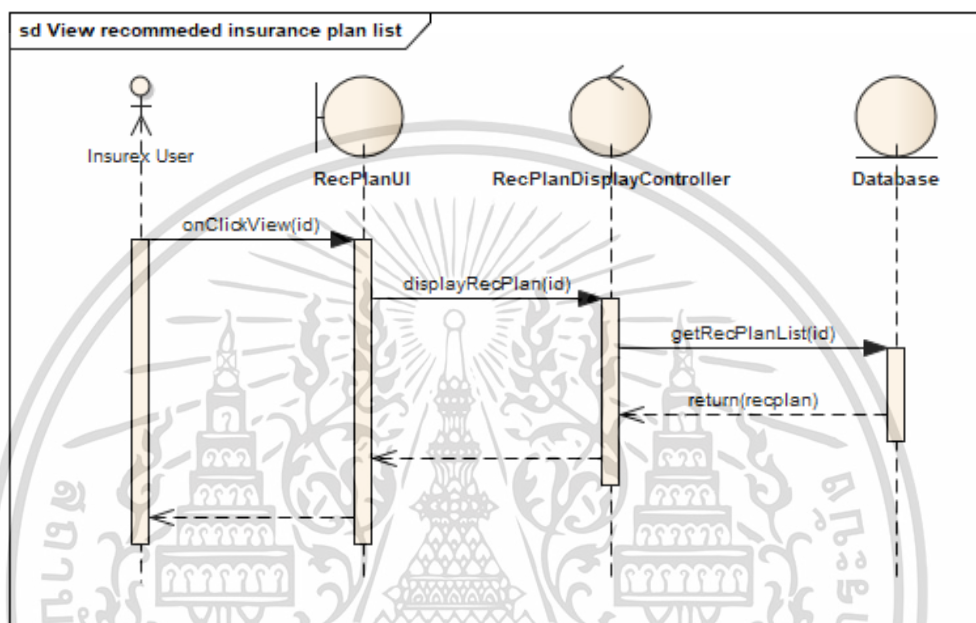 sd View recommeded insurance plan list
Insurex User
RecPlanUI
RecPlanDisplayController
Database
onClickView(id)
displayRecPlan(id)
getRecPlanList(id)
return(recplan)